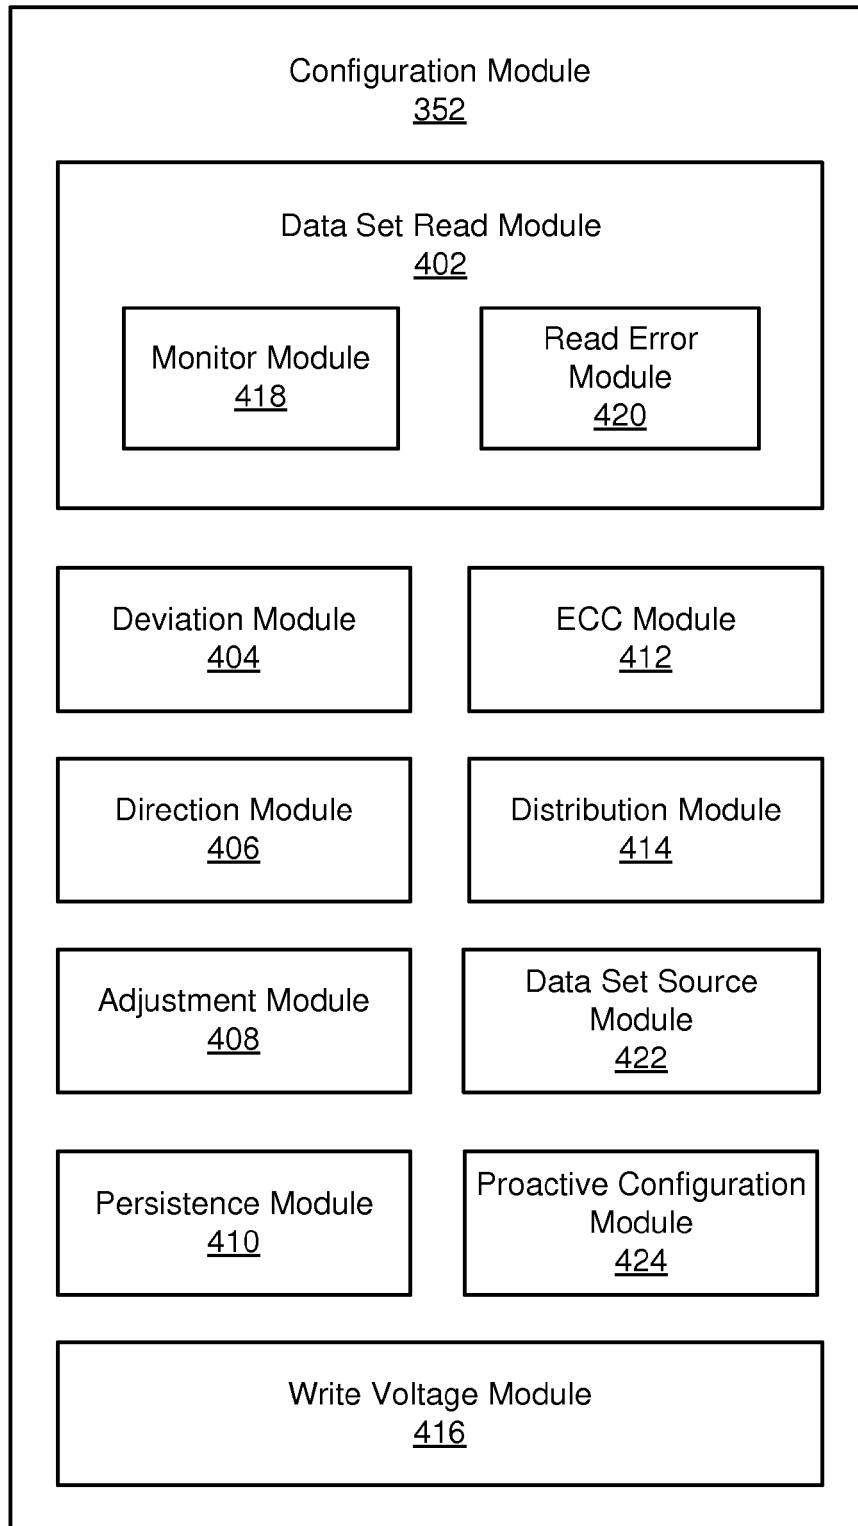 Configuration Module
352
Data Set Read Module
402
Monitor Module
418
Read Error
Module
420
Deviation Module
404
ECC Module
412
Direction Module
406
Distribution Module
414
Adjustment Module
408
Data Set Source
Module
422
Persistence Module
410
Proactive Configuration
Module
424
Write Voltage Module
416